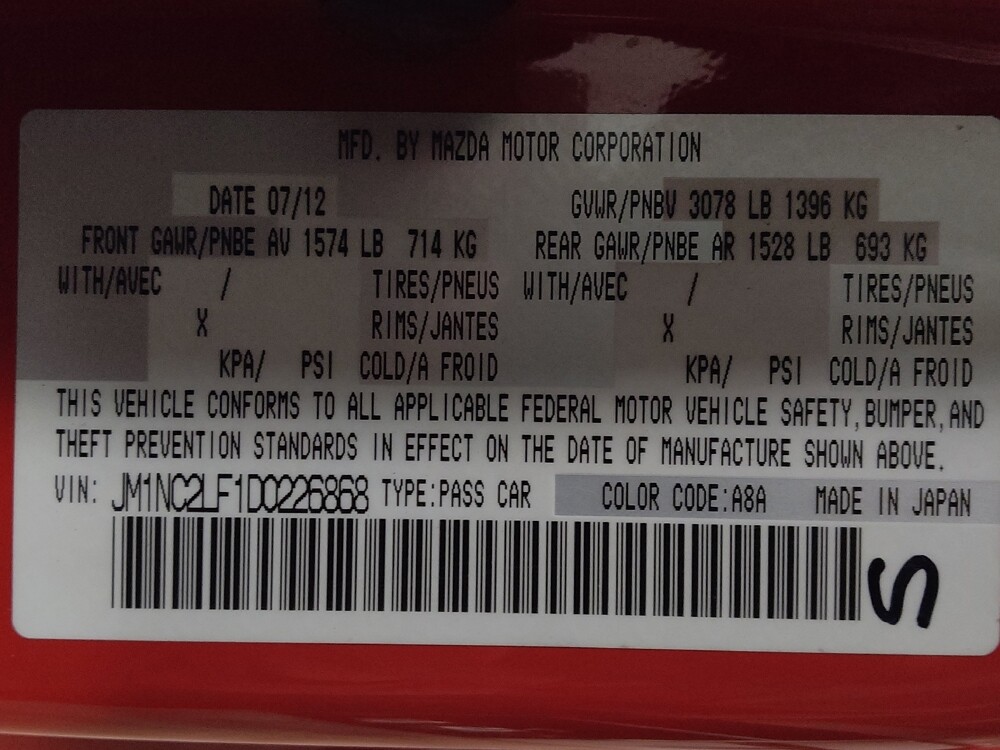 MFD. BY MAZDA MOTOR CORPORATION
DATE 07/12 GVWR/PNBV 3078 LB 1396 KG
FRONT GAWR/PNBE AV 1574 LB 714 KG REAR GAWR/PNBE AR 1528 LB 693 KG
WITH/AVEC / TIRES/PNEUS WITH/AVEC / TIRES/PNEUS
X RIMS/JANTES X RIMS/JANTES
KPA/ PSI COLD/A FROID KPA/ PSI COLD/A FROID
THIS VEHICLE CONFORMS TO ALL APPLICABLE FEDERAL MOTOR VEHICLE SAFETY, BUMPER, AND
THEFT PREVENTION STANDARDS IN EFFECT ON THE DATE OF MANUFACTURE SHOWN ABOVE.
VIN: JM1NC2LF1D0226868 TYPE:PASS CAR COLOR CODE:A8A MADE IN JAPAN
S